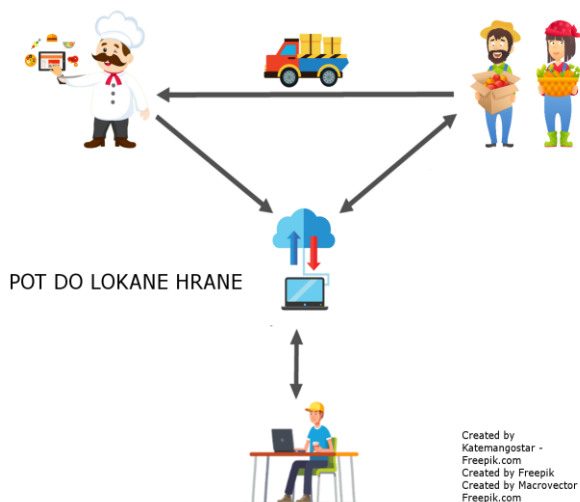 POT DO LOKANE HRANE
Created by
Katemangostar -
Freepik.com
Created by Freepik
Created by Macrovector
Freepik.com